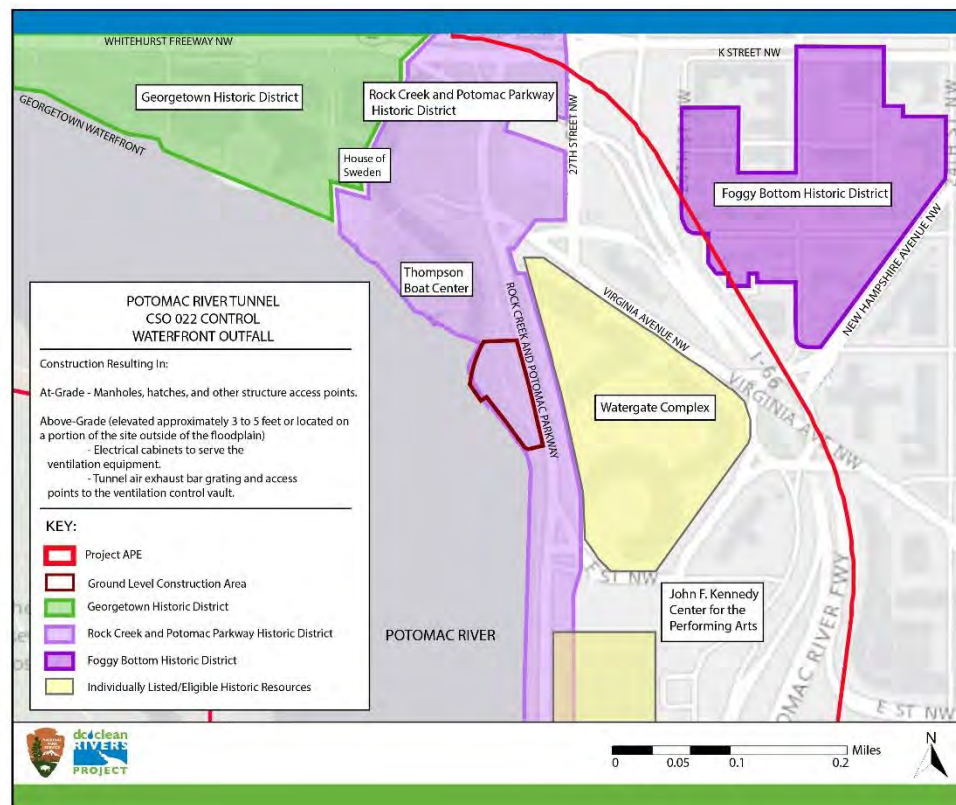 WHITEHURST FREEWAY NW
K STREET NW
Georgetown Historic District
Rock Creek and Potomac Parkway
Historic District
GEORGETOWN WATERFRONT
27TH STREET NW
House of
Sweden
25TH STREET NW
24TH STREET NW
Foggy Bottom Historic District
Thompson
Boat Center
ROCK CREEK AND POTOMAC PARKWAY
VIRGINIA AVENUE NW
NEW HAMPSHIRE AVENUE NW
I-66
VIRGINIA AVE NW
Watergate Complex
POTOMAC RIVER TUNNEL
CSO 022 CONTROL
WATERFRONT OUTFALL
Construction Resulting In:
At-Grade - Manholes, hatches, and other structure access points.
Above-Grade (elevated approximately 3 to 5 feet or located on
a portion of the site outside of the floodplain)
- Electrical cabinets to serve the
ventilation equipment.
- Tunnel air exhaust bar grating and access
points to the ventilation control vault.
KEY:
Project APE
Ground Level Construction Area
Georgetown Historic District
Rock Creek and Potomac Parkway Historic District
Foggy Bottom Historic District
Individually Listed/Eligible Historic Resources
E ST NW
John F. Kennedy
Center for the
Performing Arts
POTOMAC RIVER
OMAC RIVER FWY
E ST NW
dc clean
RIVERS
PROJECT
Miles
0 0.05 0.1 0.2
N